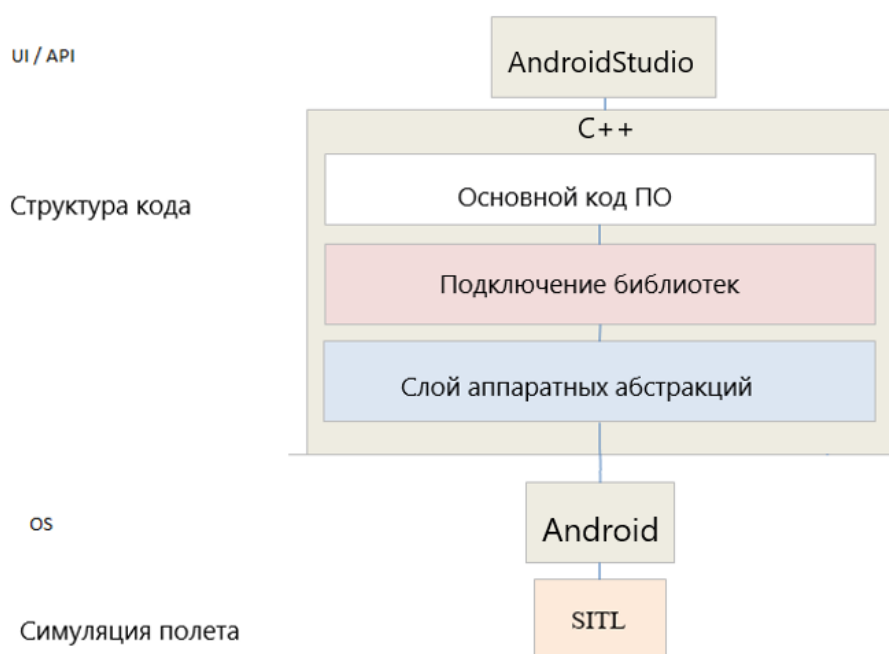 UI / API
AndroidStudio
C++
Структура кода
Основной код ПО
Подключение библиотек
Слой аппаратных абстракций
OS
Android
Симуляция полета
SITL